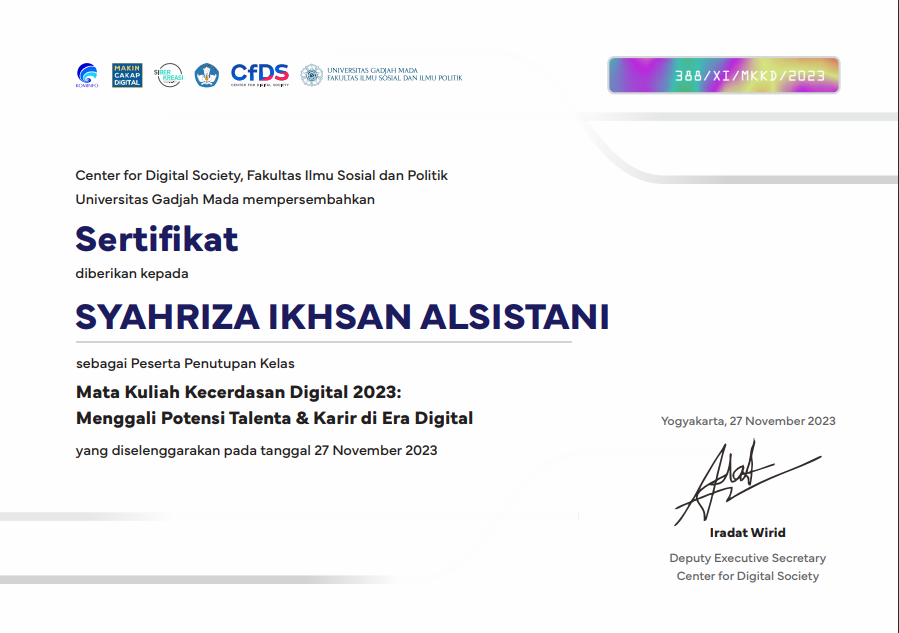 KOMINFO
MAKIN
CAKAP
DIGITAL
SIBER
KREASI
CfDS
CENTER FOR DIGITAL SOCIETY
UNIVERSITAS GADJAH MADA
FAKULTAS ILMU SOSIAL DAN ILMU POLITIK
388/XI/MKKD/2023
Center for Digital Society, Fakultas Ilmu Sosial dan Politik
Universitas Gadjah Mada mempersembahkan
Sertifikat
diberikan kepada
SYAHRIZA IKHSAN ALSISTANI
sebagai Peserta Penutupan Kelas
Mata Kuliah Kecerdasan Digital 2023:
Menggali Potensi Talenta & Karir di Era Digital
yang diselenggarakan pada tanggal 27 November 2023
Yogyakarta, 27 November 2023
Iradat Wirid
Deputy Executive Secretary
Center for Digital Society